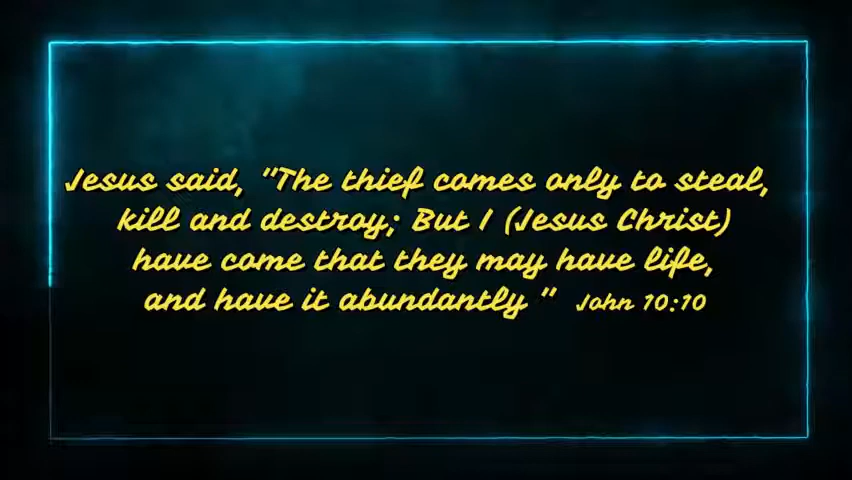 Jesus said, "The thief comes only to steal,
kill and destroy; But I (Jesus Christ)
have come that they may have life,
and have it abundantly " John 10:10